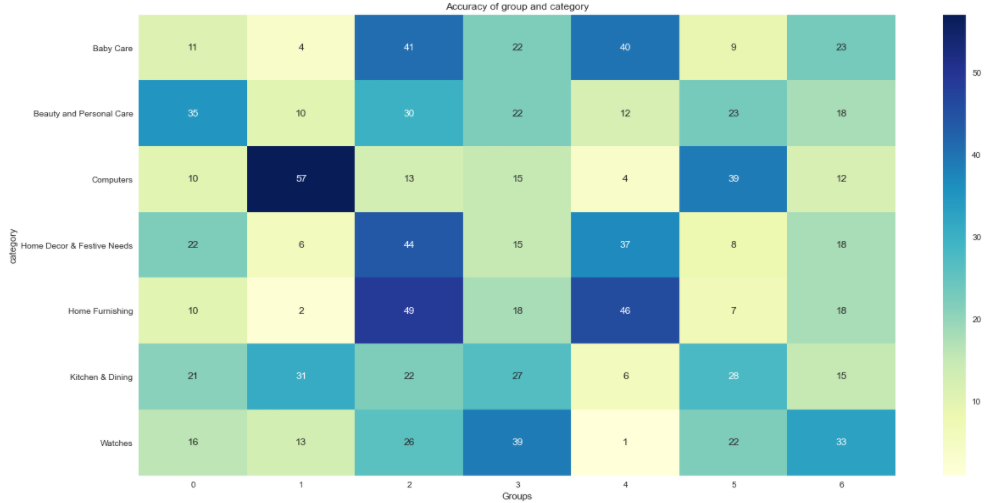 Accuracy of group and category
Baby Care 11 4 41 22 40 9 23
Beauty and Personal Care 35 10 30 22 12 23 18
Computers 10 57 13 15 4 39 12
Home Decor & Festive Needs 22 6 44 15 37 8 18
Home Furnishing 10 2 49 18 46 7 18
Kitchen & Dining 21 31 22 27 6 28 15
Watches 16 13 26 39 1 22 33
0 1 2 3 4 5 6
Groups
category
50
40
30
20
10